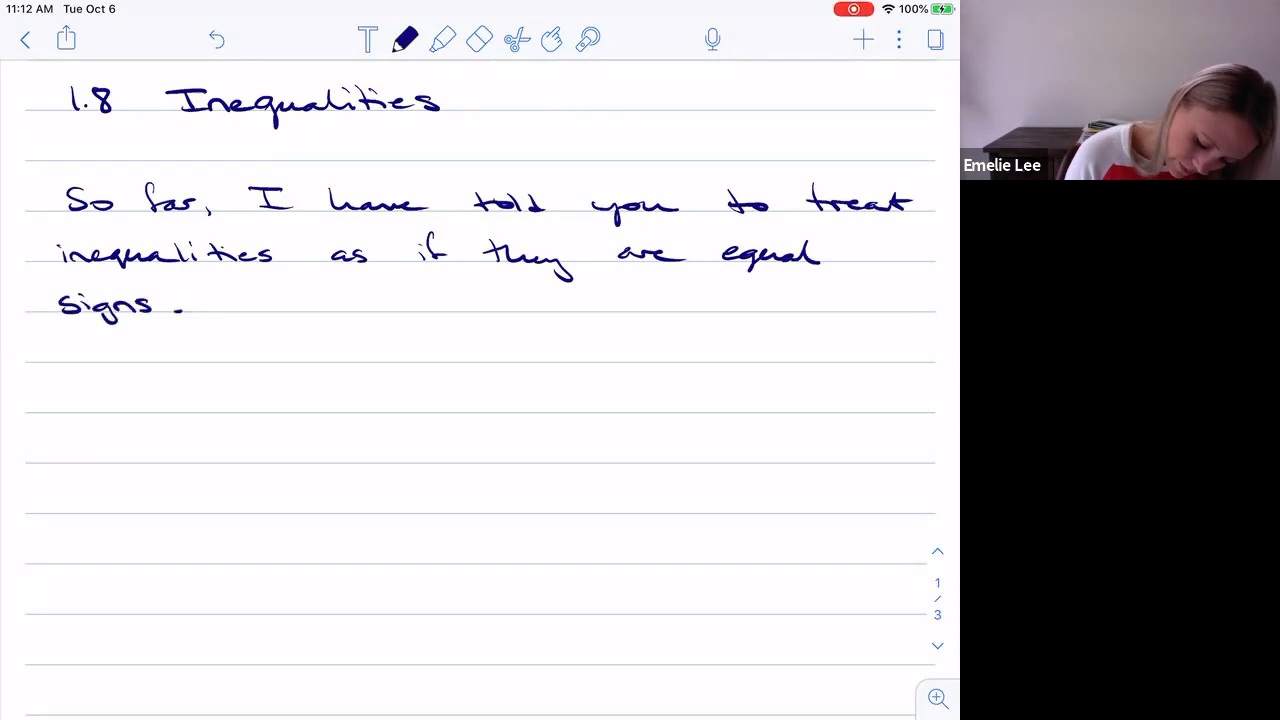 11:12 AM Tue Oct 6
100%
T
1.8 Inequalities
So far, I have told you to treat
inequalities as if they are equal
signs.
1
/
3
Emelie Lee